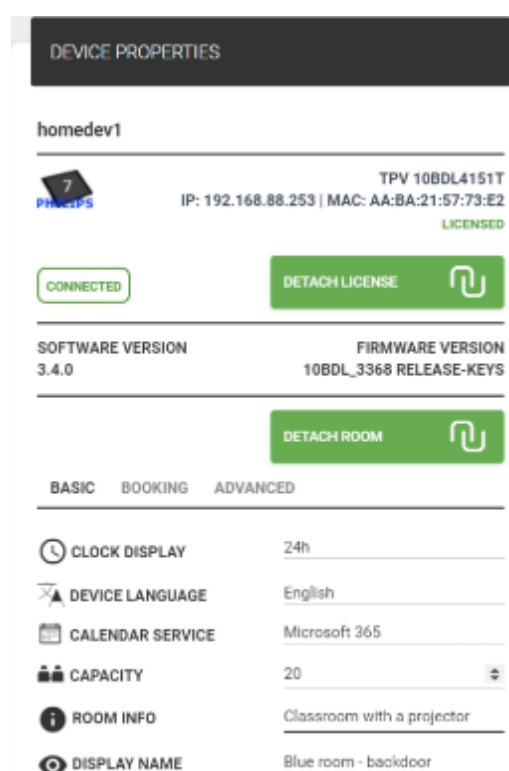 DEVICE PROPERTIES
homedev1
7
PHILIPS
TPV 10BDL4151T
IP: 192.168.88.253 | MAC: AA:BA:21:57:73:E2
LICENSED
CONNECTED
DETACH LICENSE
SOFTWARE VERSION
3.4.0
FIRMWARE VERSION
10BDL_3368 RELEASE-KEYS
DETACH ROOM
BASIC BOOKING ADVANCED
CLOCK DISPLAY 24h
DEVICE LANGUAGE English
CALENDAR SERVICE Microsoft 365
CAPACITY 20
ROOM INFO Classroom with a projector
DISPLAY NAME Blue room - backdoor